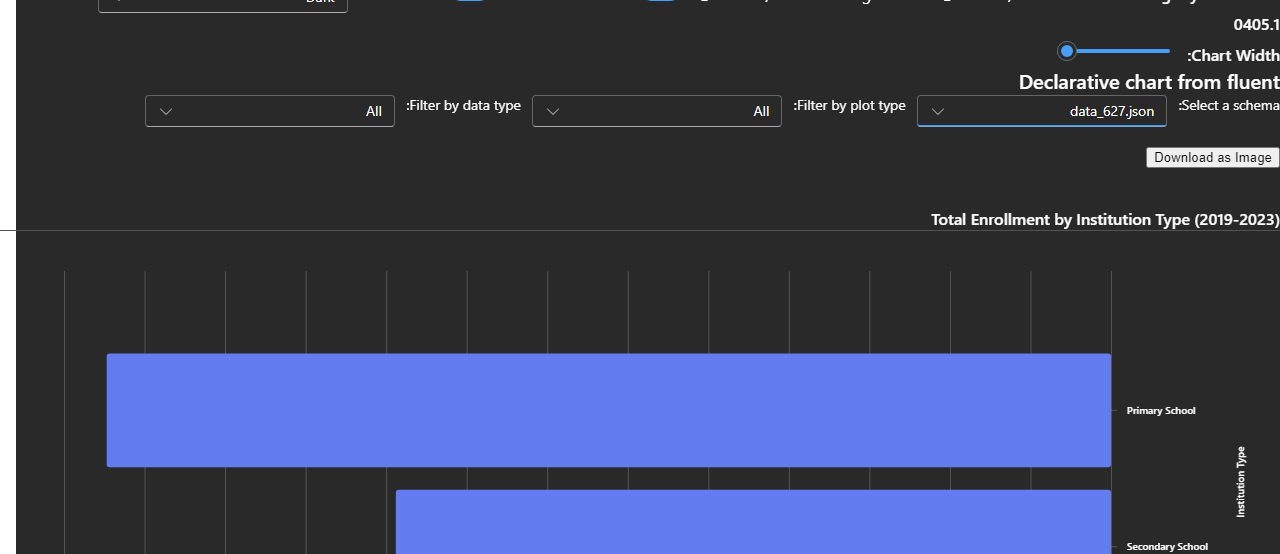 0405.1
:Chart Width
Declarative chart from fluent
:Select a schema
data_627.json
:Filter by plot type
All
:Filter by data type
All
Download as Image
Total Enrollment by Institution Type (2019-2023)
Primary School
Institution Type
Secondary School